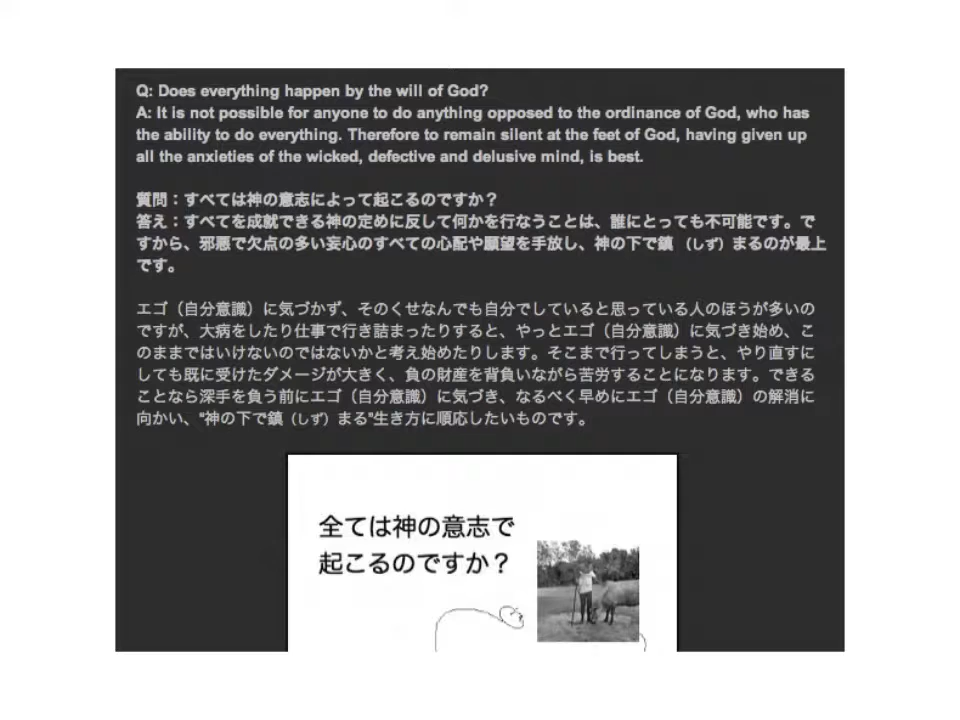 Q: Does everything happen by the will of God?
A: It is not possible for anyone to do anything opposed to the ordinance of God, who has
the ability to do everything. Therefore to remain silent at the feet of God, having given up
all the anxieties of the wicked, defective and delusive mind, is best.
質問：すべては神の意志によって起こるのですか？
答え：すべてを成就できる神の定めに反して何かを行なうことは、誰にとっても不可能です。で
すから、邪悪で欠点の多い妄心のすべての心配や願望を手放し、神の下で鎮（しず）まるのが最上
です。
エゴ（自分意識）に気づかず、そのくせなんでも自分でしていると思っている人のほうが多いの
ですが、大病をしたり仕事で行き詰まったりすると、やっとエゴ（自分意識）に気づき始め、こ
のままではいけないのではないかと考え始めたりします。そこまで行ってしまうと、やり直すに
しても既に受けたダメージが大きく、負の財産を背負いながら苦労することになります。できる
ことなら深手を負う前にエゴ（自分意識）に気づき、なるべく早めにエゴ（自分意識）の解消に
向かい、“神の下で鎮（しず）まる”生き方に順応したいものです。
全ては神の意志で
起こるのですか？